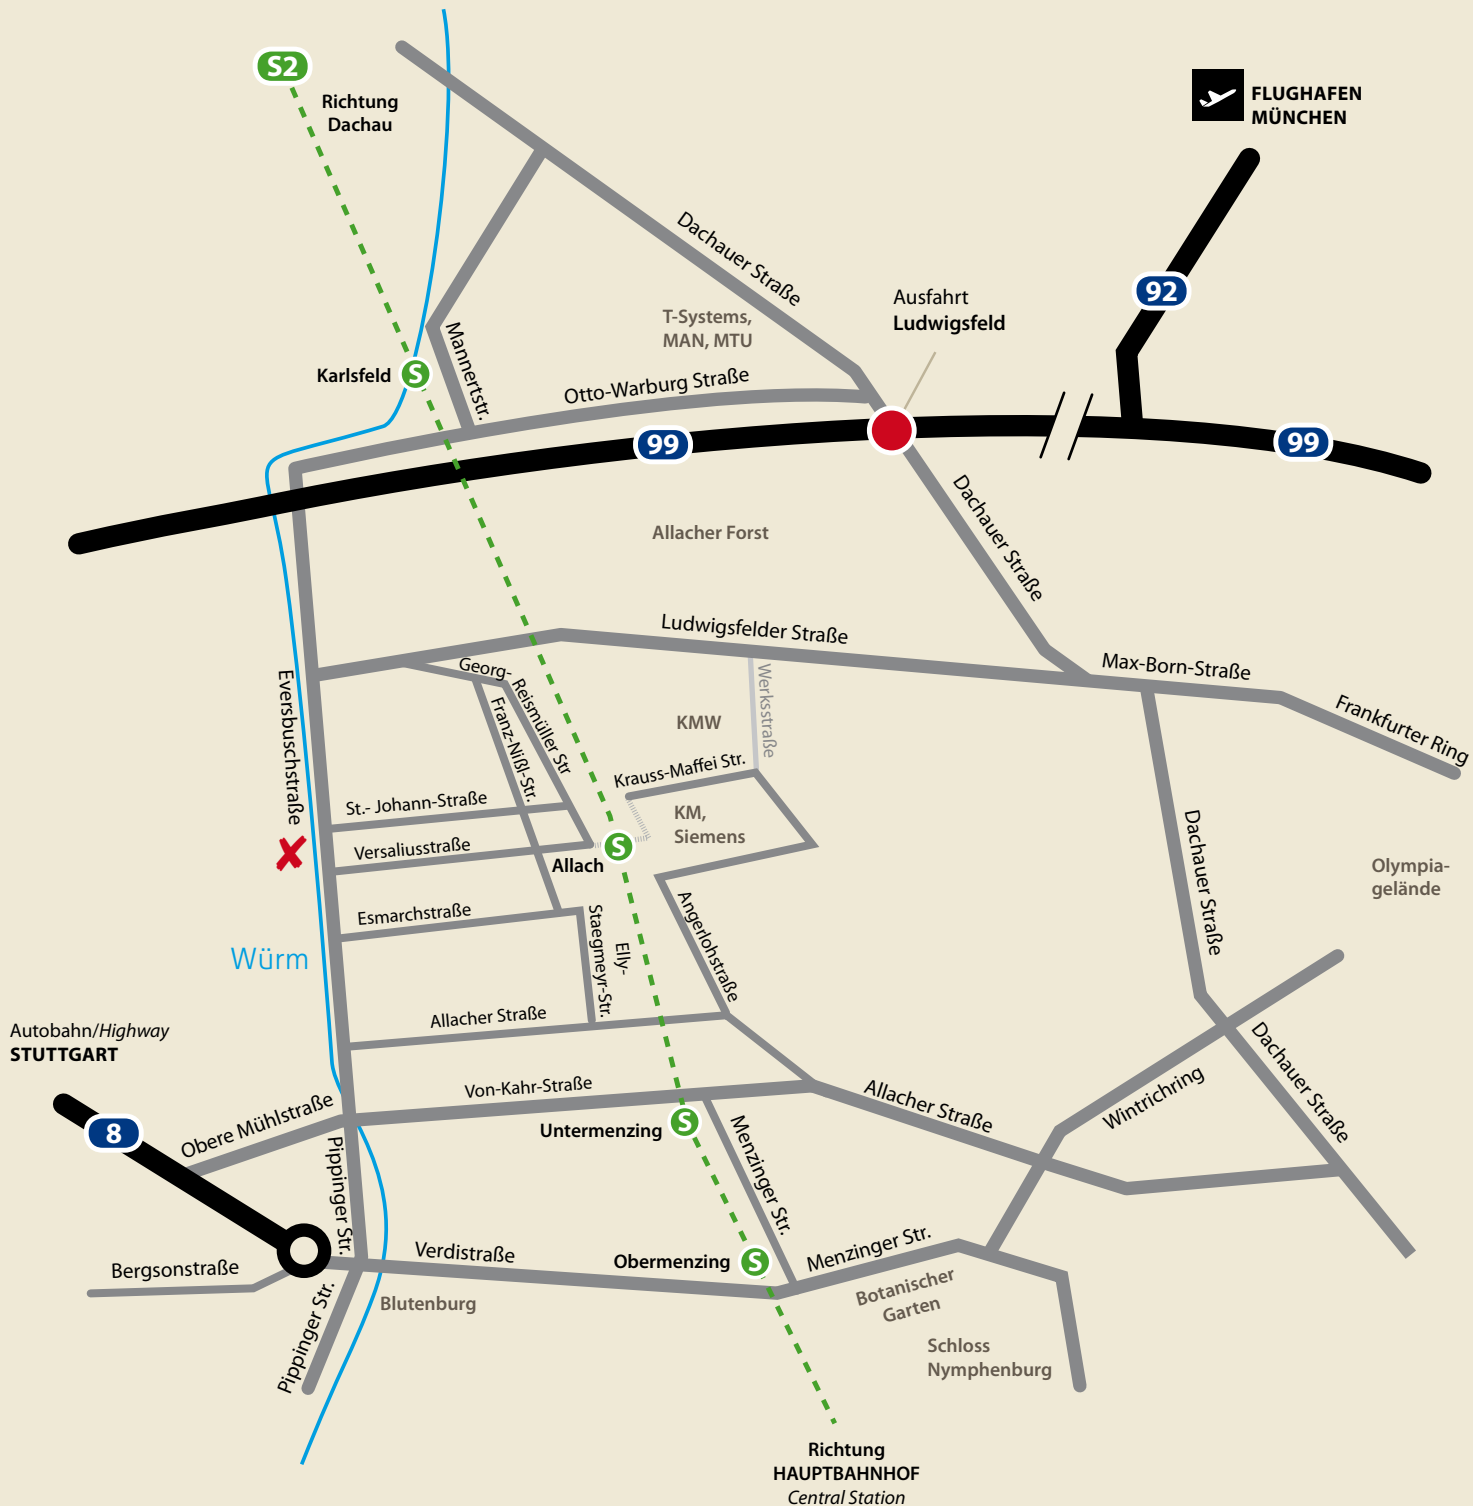 S2
Richtung
Dachau
FLUGHAFEN
MÜNCHEN
Dachauer Straße
92
Ausfahrt
Ludwigsfeld
T-Systems,
MAN, MTU
Mannertstr.
Karlsfeld
S
Otto-Warburg Straße
99
99
Dachauer Straße
Allacher Forst
Ludwigsfelder Straße
Max-Born-Straße
Frankfurter Ring
Georg-
Reismüller Str
Franz-Nißl-Str.
Werksstraße
KMW
Eversbuschstraße
Krauss-Maffei Str.
St.- Johann-Straße
KM,
Siemens
Versaliusstraße
S
Allach
Dachauer Straße
Olympia-
gelände
Esmarchstraße
Elly-
Staegmeyr-Str.
Angerlohstraße
Würm
Allacher Straße
Autobahn/Highway
STUTTGART
8
Obere Mühlstraße
Von-Kahr-Straße
Allacher Straße
Wintrichring
Dachauer Straße
Untermenzing
S
Menzinger Str.
Pippinger Str.
Verdistraße
Obermenzing
S
Menzinger Str.
Bergsonstraße
Pippinger Str.
Blutenburg
Botanischer
Garten
Schloss
Nymphenburg
Richtung
HAUPTBAHNHOF
Central Station